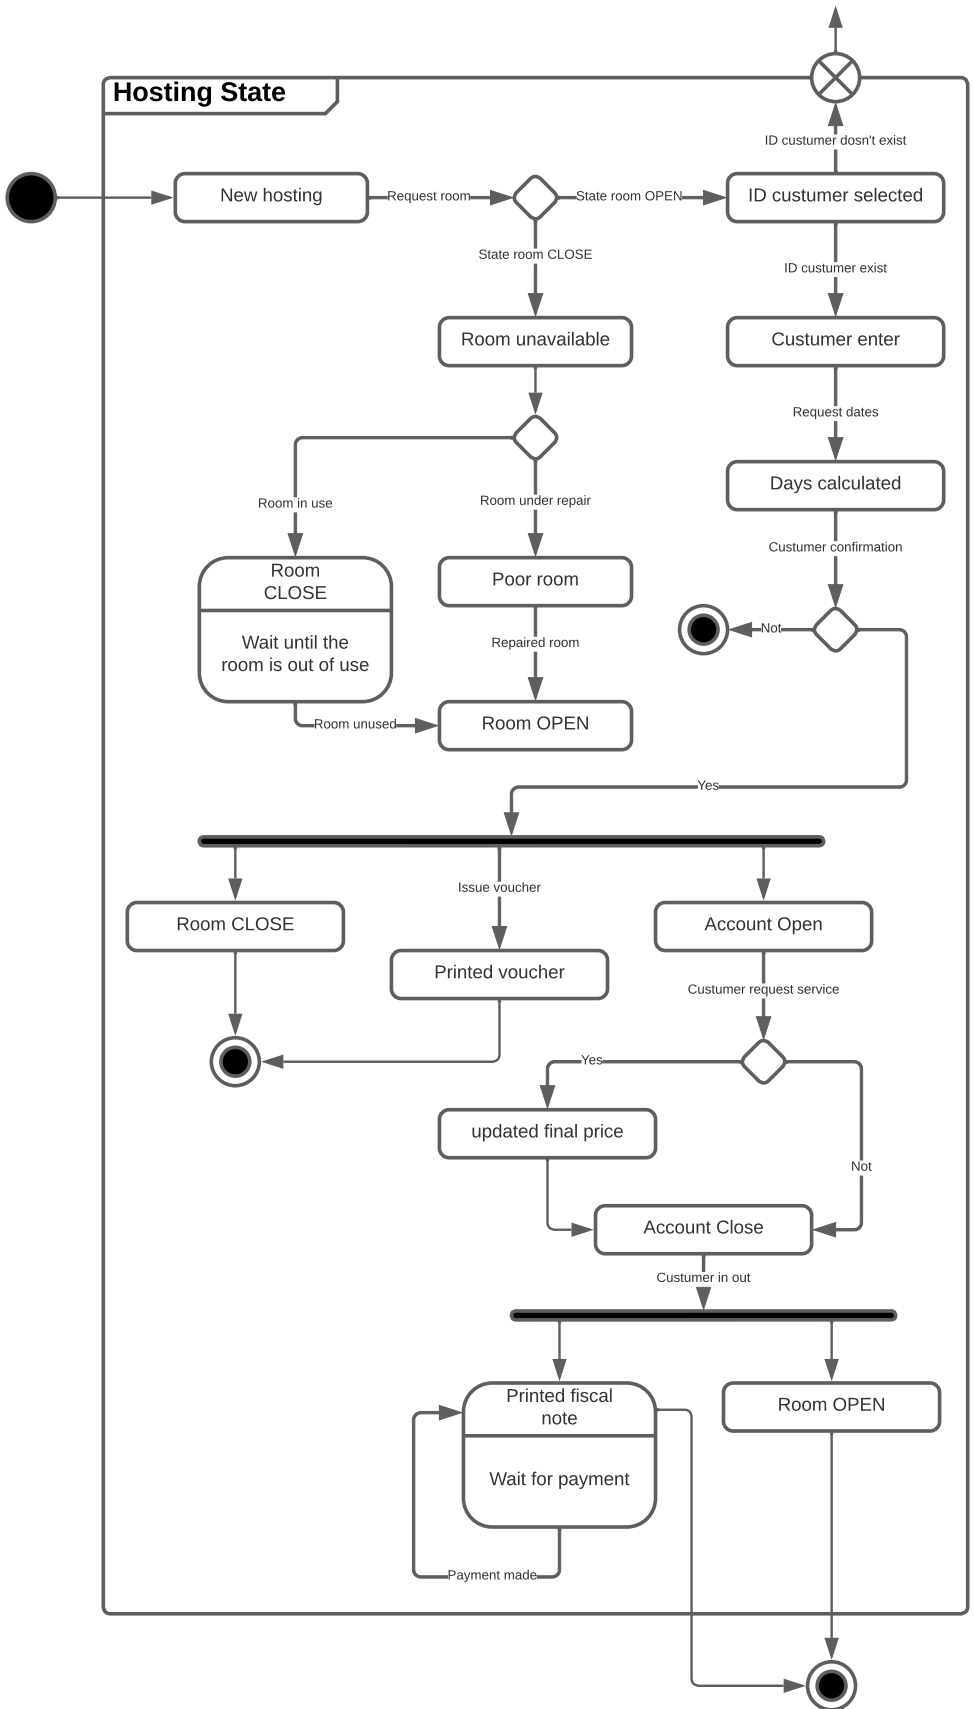 Hosting State
ID custumer dosn't exist
New hosting
Request room
State room OPEN
ID custumer selected
State room CLOSE
ID custumer exist
Room unavailable
Custumer enter
Request dates
Room in use
Room under repair
Days calculated
Custumer confirmation
Room
CLOSE
Wait until the
room is out of use
Poor room
Not
Repaired room
Room unused
Room OPEN
Yes
Issue voucher
Room CLOSE
Printed voucher
Account Open
Custumer request service
Yes
updated final price
Not
Account Close
Custumer in out
Printed fiscal
note
Wait for payment
Room OPEN
Payment made